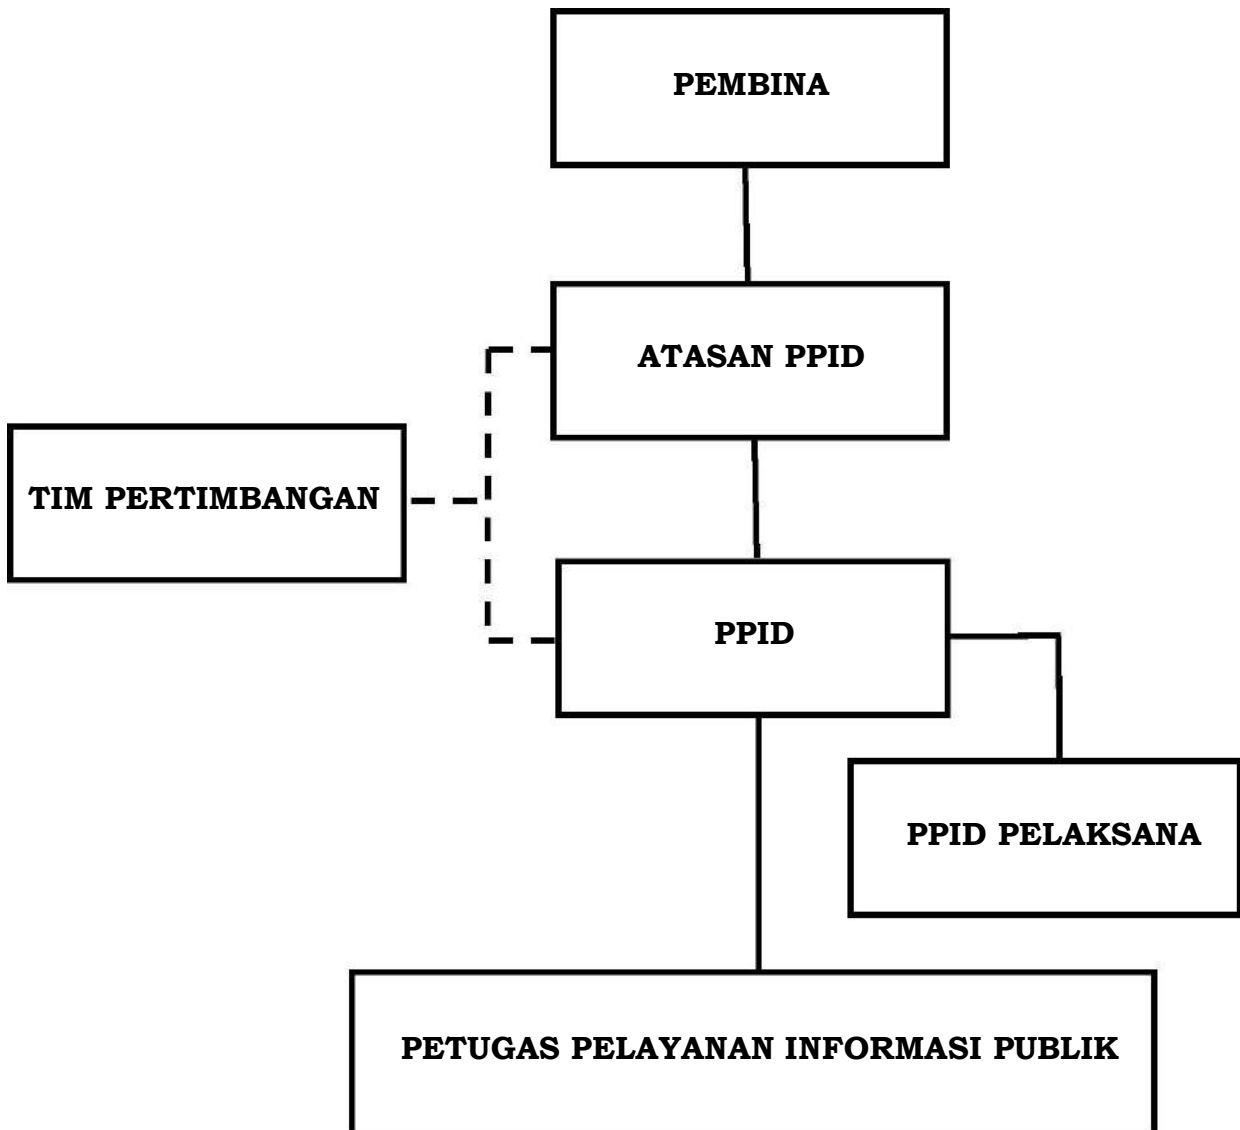 PEMBINA
ATASAN PPID
TIM PERTIMBANGAN
PPID
PPID PELAKSANA
PETUGAS PELAYANAN INFORMASI PUBLIK